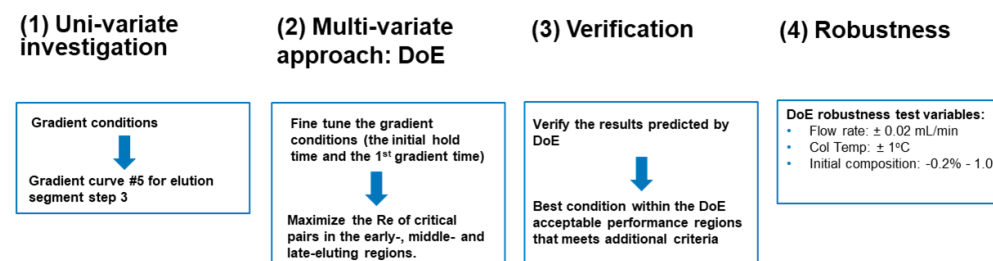 (1) Uni-variate
investigation
Gradient conditions
Gradient curve #5 for elution
segment step 3
(2) Multi-variate
approach: DoE
Fine tune the gradient
conditions (the initial hold
time and the 1st gradient time)
Maximize the Re of critical
pairs in the early-, middle- and
late-eluting regions.
(3) Verification
Verify the results predicted by
DoE
Best condition within the DoE
acceptable performance regions
that meets additional criteria
(4) Robustness
DoE robustness test variables:
• Flow rate: ± 0.02 mL/min
• Col Temp: ± 1ºC
• Initial composition: -0.2% - 1.0